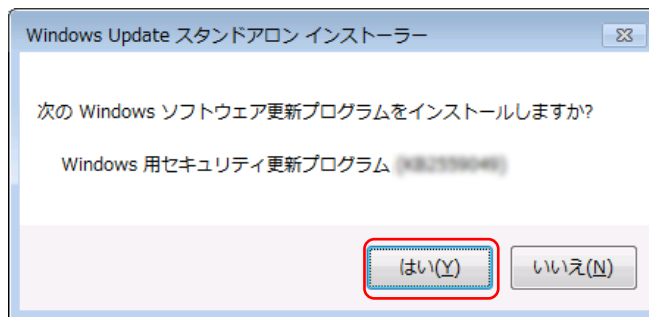 Windows Update スタンドアロン インストーラー
次の Windows ソフトウェア更新プログラムをインストールしますか?
Windows 用セキュリティ更新プログラム
はい(Y)
いいえ(N)